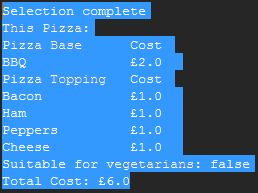 Selection complete
This Pizza:
Pizza Base Cost
BBQ £2.0
Pizza Topping Cost
Bacon £1.0
Ham £1.0
Peppers £1.0
Cheese £1.0
Suitable for vegetarians: false
Total Cost: £6.0